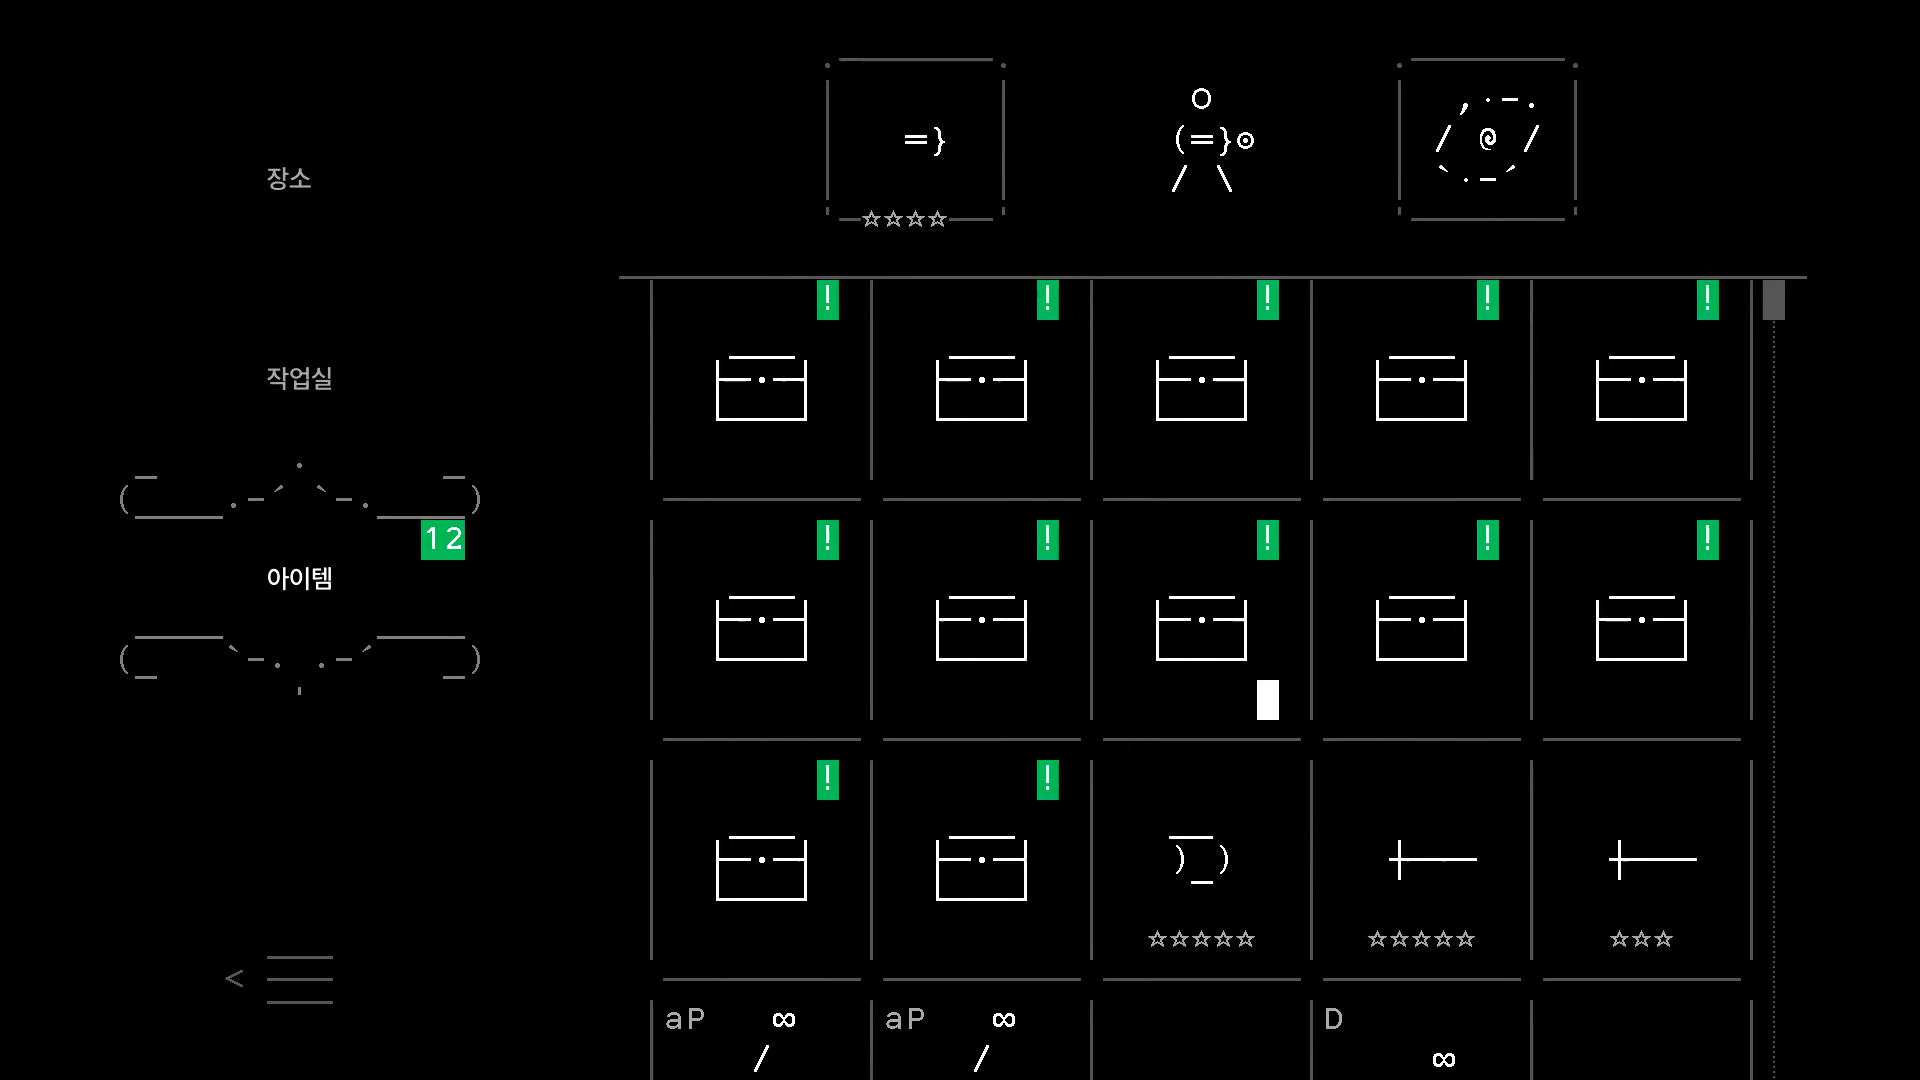 장소
작업실
12
아이템
<
=}
☆☆☆☆
O
(=}⊙
/ \
! ! ! ! !
! ! ! ! !
! !
☆☆☆☆☆ ☆☆☆☆☆ ☆☆☆
aP ∞ aP ∞ D
/ / ∞